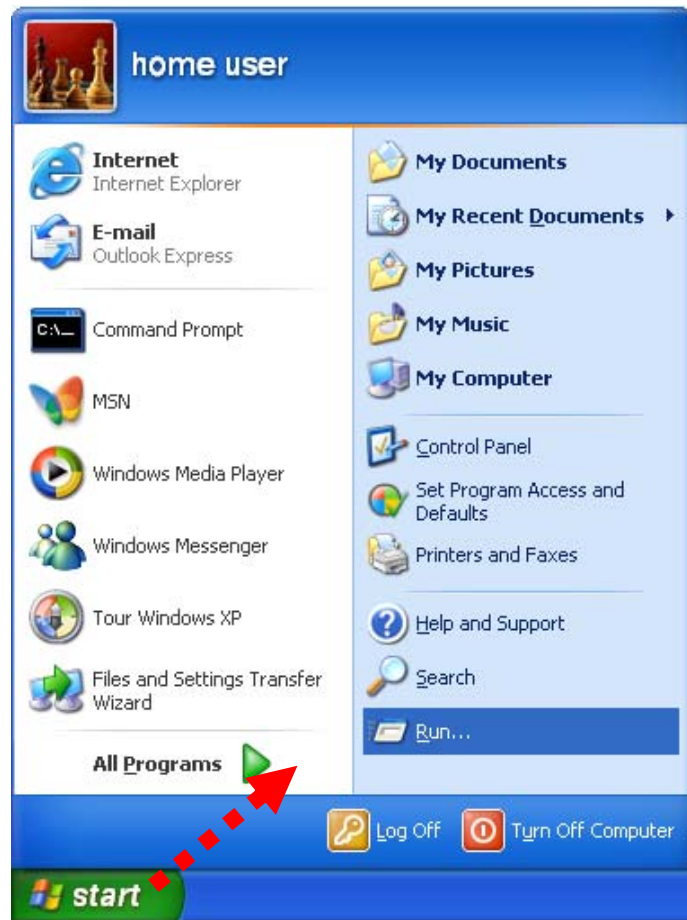 home user
Internet
Internet Explorer
E-mail
Outlook Express
C:\_
Command Prompt
MSN
Windows Media Player
Windows Messenger
Tour Windows XP
Files and Settings Transfer
Wizard
All Programs
My Documents
My Recent Documents
My Pictures
My Music
My Computer
Control Panel
Set Program Access and
Defaults
Printers and Faxes
Help and Support
Search
Run...
Log Off
Turn Off Computer
start